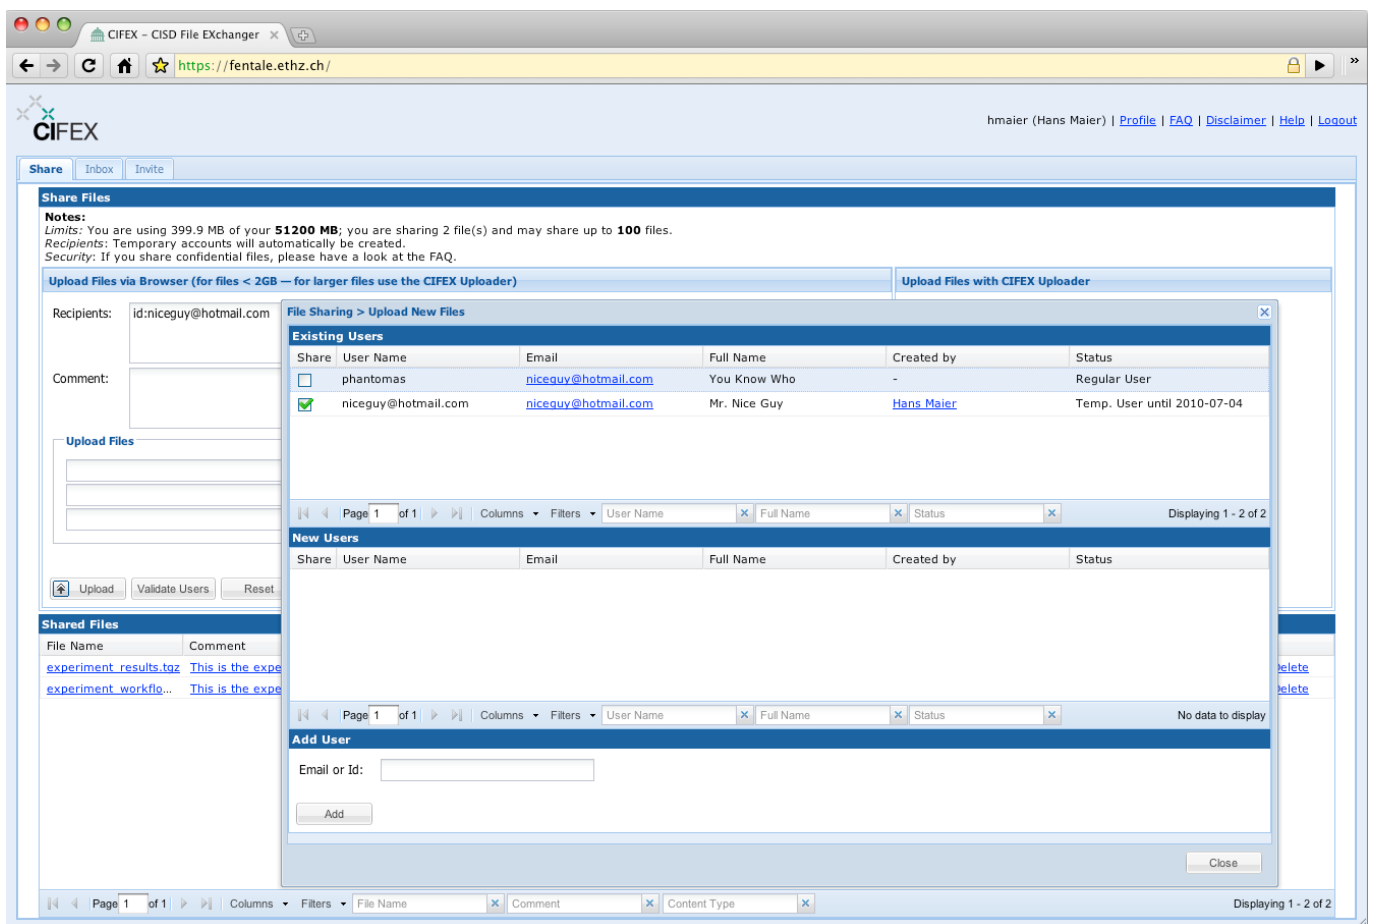 CIFEX – CISD File EXchanger
https://fentale.ethz.ch/
»
CIFEX
hmaier (Hans Maier) | Profile | FAQ | Disclaimer | Help | Logout
Share Inbox Invite
Share Files
Notes:
Limits: You are using 399.9 MB of your 51200 MB; you are sharing 2 file(s) and may share up to 100 files.
Recipients: Temporary accounts will automatically be created.
Security: If you share confidential files, please have a look at the FAQ.
Upload Files via Browser (for files < 2GB — for larger files use the CIFEX Uploader) Upload Files with CIFEX Uploader
Recipients: id:niceguy@hotmail.com
Comment:
Upload Files
Upload Validate Users Reset
File Sharing > Upload New Files
Existing Users
Share User Name Email Full Name Created by Status
phantomas niceguy@hotmail.com You Know Who - Regular User
niceguy@hotmail.com niceguy@hotmail.com Mr. Nice Guy Hans Maier Temp. User until 2010-07-04
Page 1 of 1 Columns Filters User Name Full Name Status Displaying 1 - 2 of 2
New Users
Share User Name Email Full Name Created by Status
Page 1 of 1 Columns Filters User Name Full Name Status No data to display
Add User
Email or Id:
Add
Close
Shared Files
File Name Comment
experiment_results.tgz This is the expe Delete
experiment_workflo... This is the expe Delete
Page 1 of 1 Columns Filters File Name Comment Content Type Displaying 1 - 2 of 2